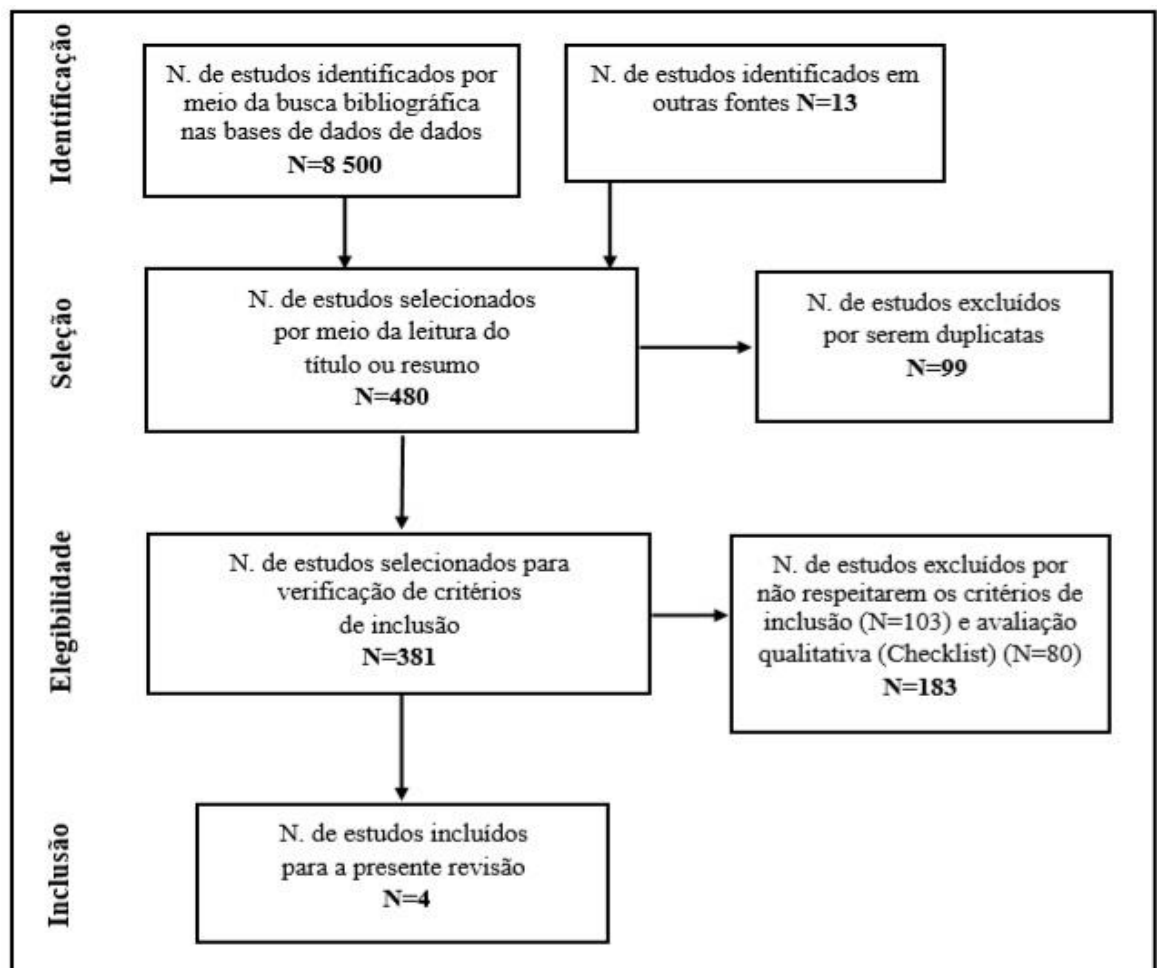 Identificação
N. de estudos identificados por
meio da busca bibliográfica
nas bases de dados de dados
N=8 500
N. de estudos identificados em
outras fontes N=13
Seleção
N. de estudos selecionados
por meio da leitura do
título ou resumo
N=480
N. de estudos excluídos
por serem duplicatas
N=99
Elegibilidade
N. de estudos selecionados para
verificação de critérios
de inclusão
N=381
N. de estudos excluídos por
não respeitarem os critérios de
inclusão (N=103) e avaliação
qualitativa (Checklist) (N=80)
N=183
Inclusão
N. de estudos incluídos
para a presente revisão
N=4